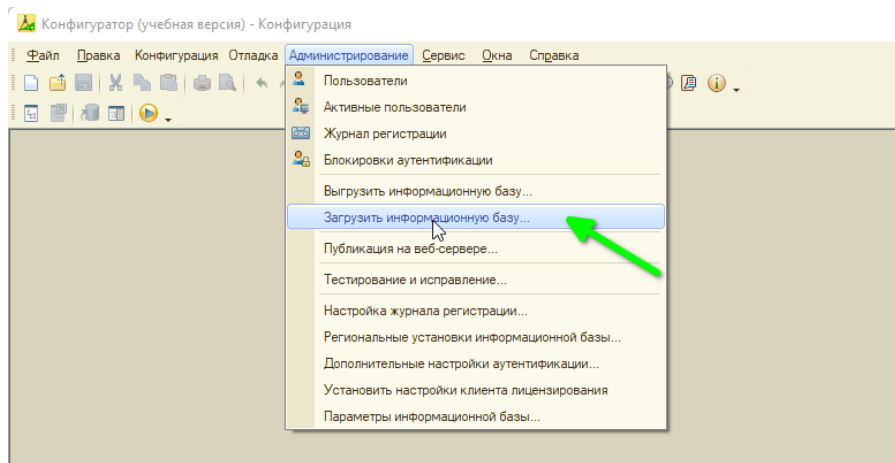 Конфигуратор (учебная версия) - Конфигурация
Файл Правка Конфигурация Отладка Администрирование Сервис Окна Справка
Пользователи
Активные пользователи
Журнал регистрации
Блокировки аутентификации
Выгрузить информационную базу...
Загрузить информационную базу...
Публикация на веб-сервере...
Тестирование и исправление...
Настройка журнала регистрации...
Региональные установки информационной базы...
Дополнительные настройки аутентификации...
Установить настройки клиента лицензирования
Параметры информационной базы...